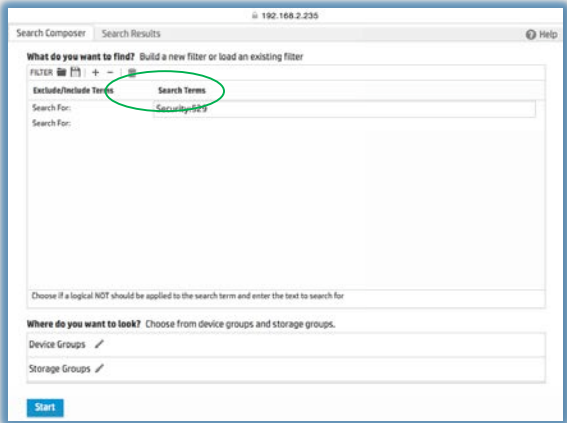 192.168.2.235
Search Composer Search Results Help
What do you want to find? Build a new filter or load an existing filter
FILTER
Exclude/Include Terms Search Terms
Search For: Security:529
Search For:
Choose if a logical NOT should be applied to the search term and enter the text to search for
Where do you want to look? Choose from device groups and storage groups.
Device Groups
Storage Groups
Start